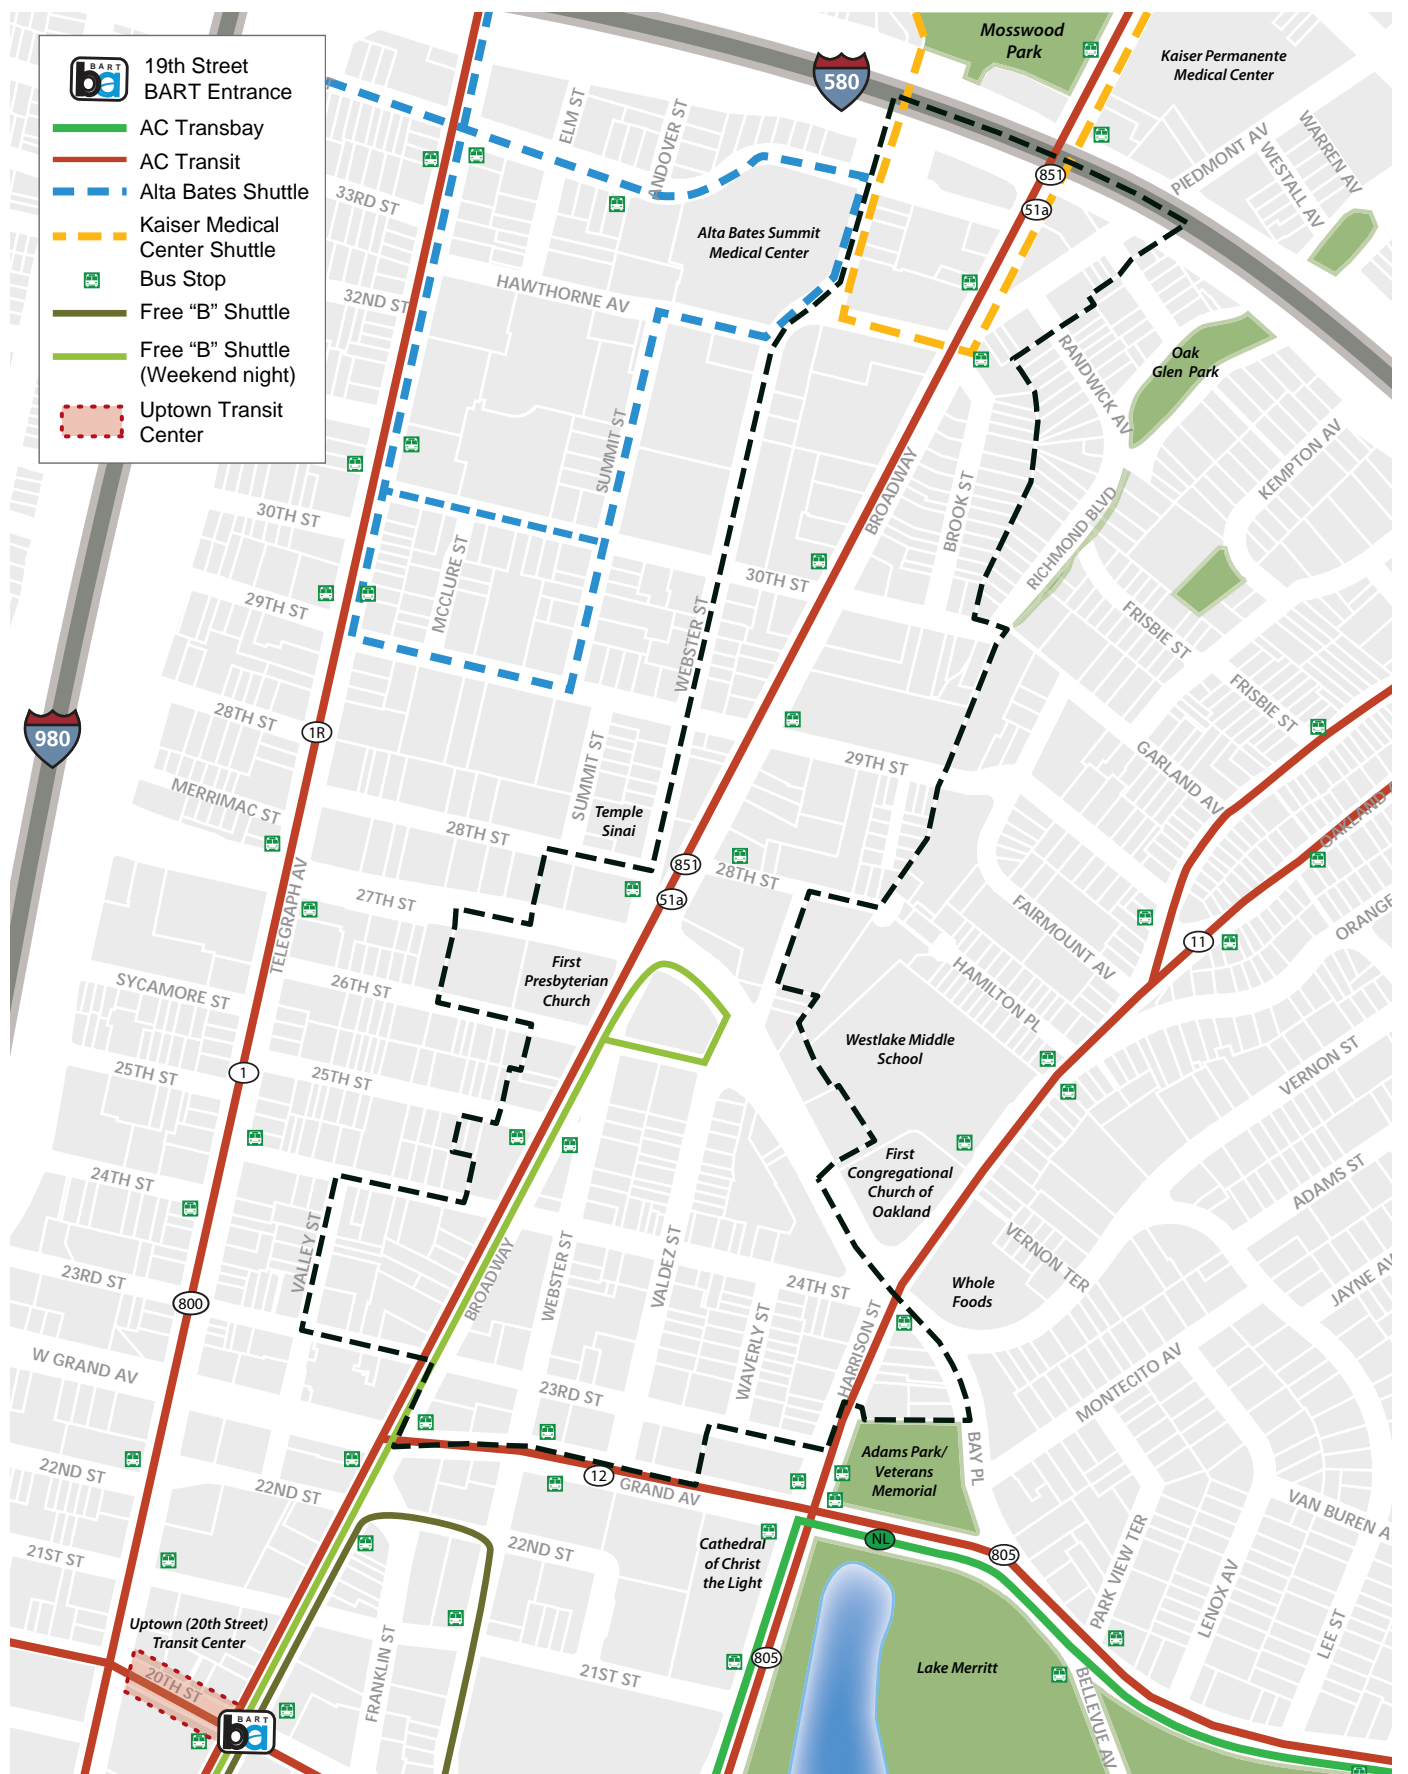 BART
ba
19th Street
BART Entrance
AC Transbay
AC Transit
Alta Bates Shuttle
Kaiser Medical
Center Shuttle
Bus Stop
Free “B” Shuttle
Free “B” Shuttle
(Weekend night)
Uptown Transit
Center
Mosswood
Park
Kaiser Permanente
Medical Center
580
ELM ST
ANDOVER ST
PIEDMONT AV
WARREN AV
WESTALL AV
851
51a
33RD ST
Alta Bates Summit
Medical Center
32ND ST
HAWTHORNE AV
RANDWICK AV
Oak
Glen Park
SUMMIT ST
BROADWAY
BROOK ST
KEMPTON AV
RICHMOND BLVD
30TH ST
MCCLURE ST
30TH ST
29TH ST
WEBSTER ST
FRISBIE ST
FRISBIE ST
28TH ST
1R
980
SUMMIT ST
29TH ST
GARLAND AV
OAKLAND
MERRIMAC ST
Temple
Sinai
28TH ST
851
28TH ST
51a
TELEGRAPH AV
27TH ST
FAIRMOUNT AV
ORANGE
11
First
Presbyterian
Church
SYCAMORE ST
26TH ST
HAMILTON PL
Westlake Middle
School
VERNON ST
25TH ST
1
25TH ST
First
Congregational
Church of
Oakland
ADAMS ST
24TH ST
VALLEY ST
VERNON TER
23RD ST
800
BROADWAY
WEBSTER ST
VALDEZ ST
24TH ST
Whole
Foods
JAYNE AV
WAVERLY ST
HARRISON ST
W GRAND AV
23RD ST
MONTECITO AV
BAY PL
Adams Park/
Veterans
Memorial
22ND ST
22ND ST
12
GRAND AV
VAN BUREN A
21ST ST
22ND ST
Cathedral
of Christ
the Light
NL
805
PARK VIEW TER
LENOX AV
LEE ST
Uptown (20th Street)
Transit Center
20TH ST
FRANKLIN ST
21ST ST
805
Lake Merritt
BELLEVUE AV
BART
ba